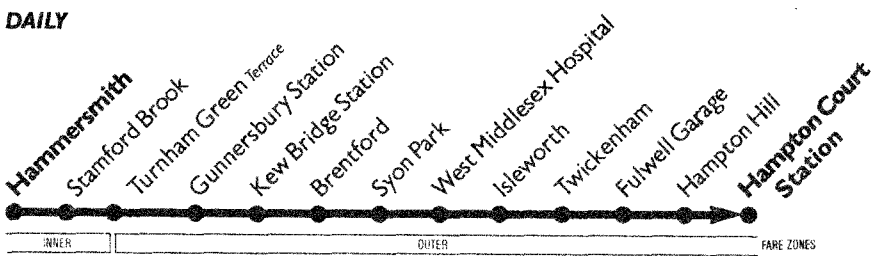 DAILY
Hammersmith
Stamford Brook
Turnham Green Terrace
Gunnersbury Station
Kew Bridge Station
Brentford
Syon Park
West Middlesex Hospital
Isleworth
Twickenham
Fulwell Garage
Hampton Hill
Hampton Court
Station
INNER
OUTER
FARE ZONES